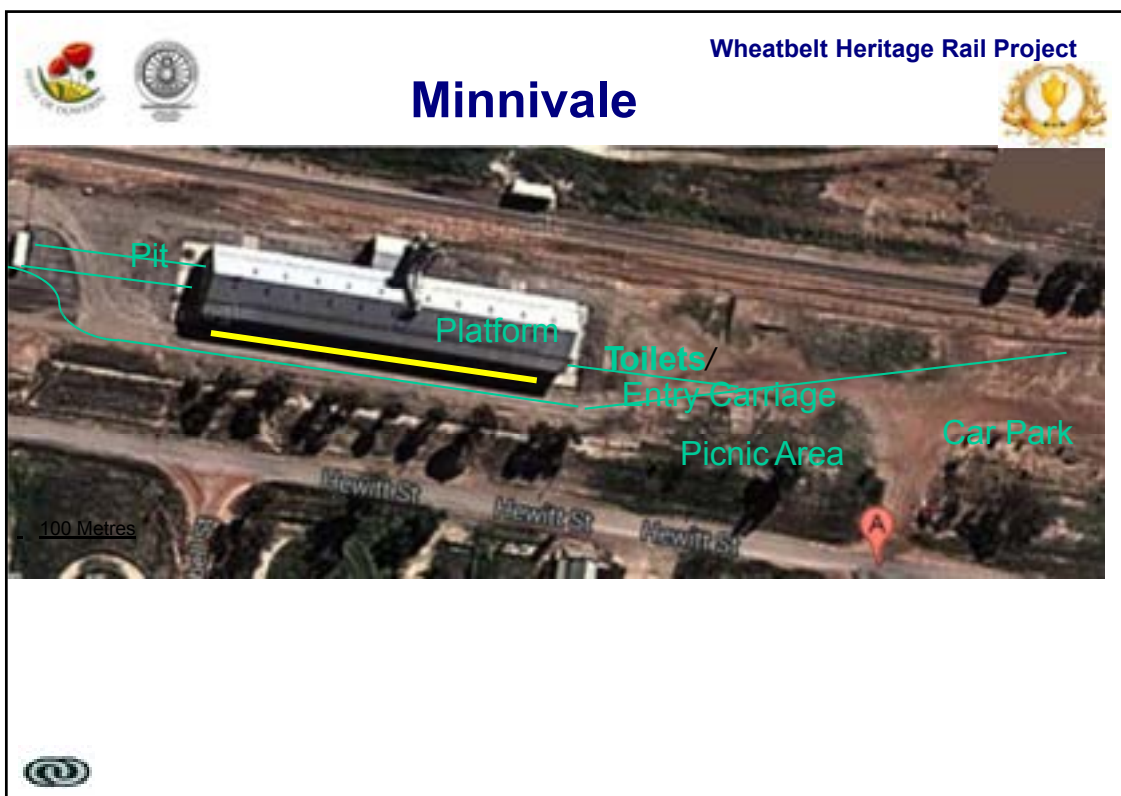 Wheatbelt Heritage Rail Project
Minnivale
Pit
Platform
Toilets/
Entry Carriage
Car Park
Picnic Area
Hewitt St
Hewitt St
Hewitt St
100 Metres
A